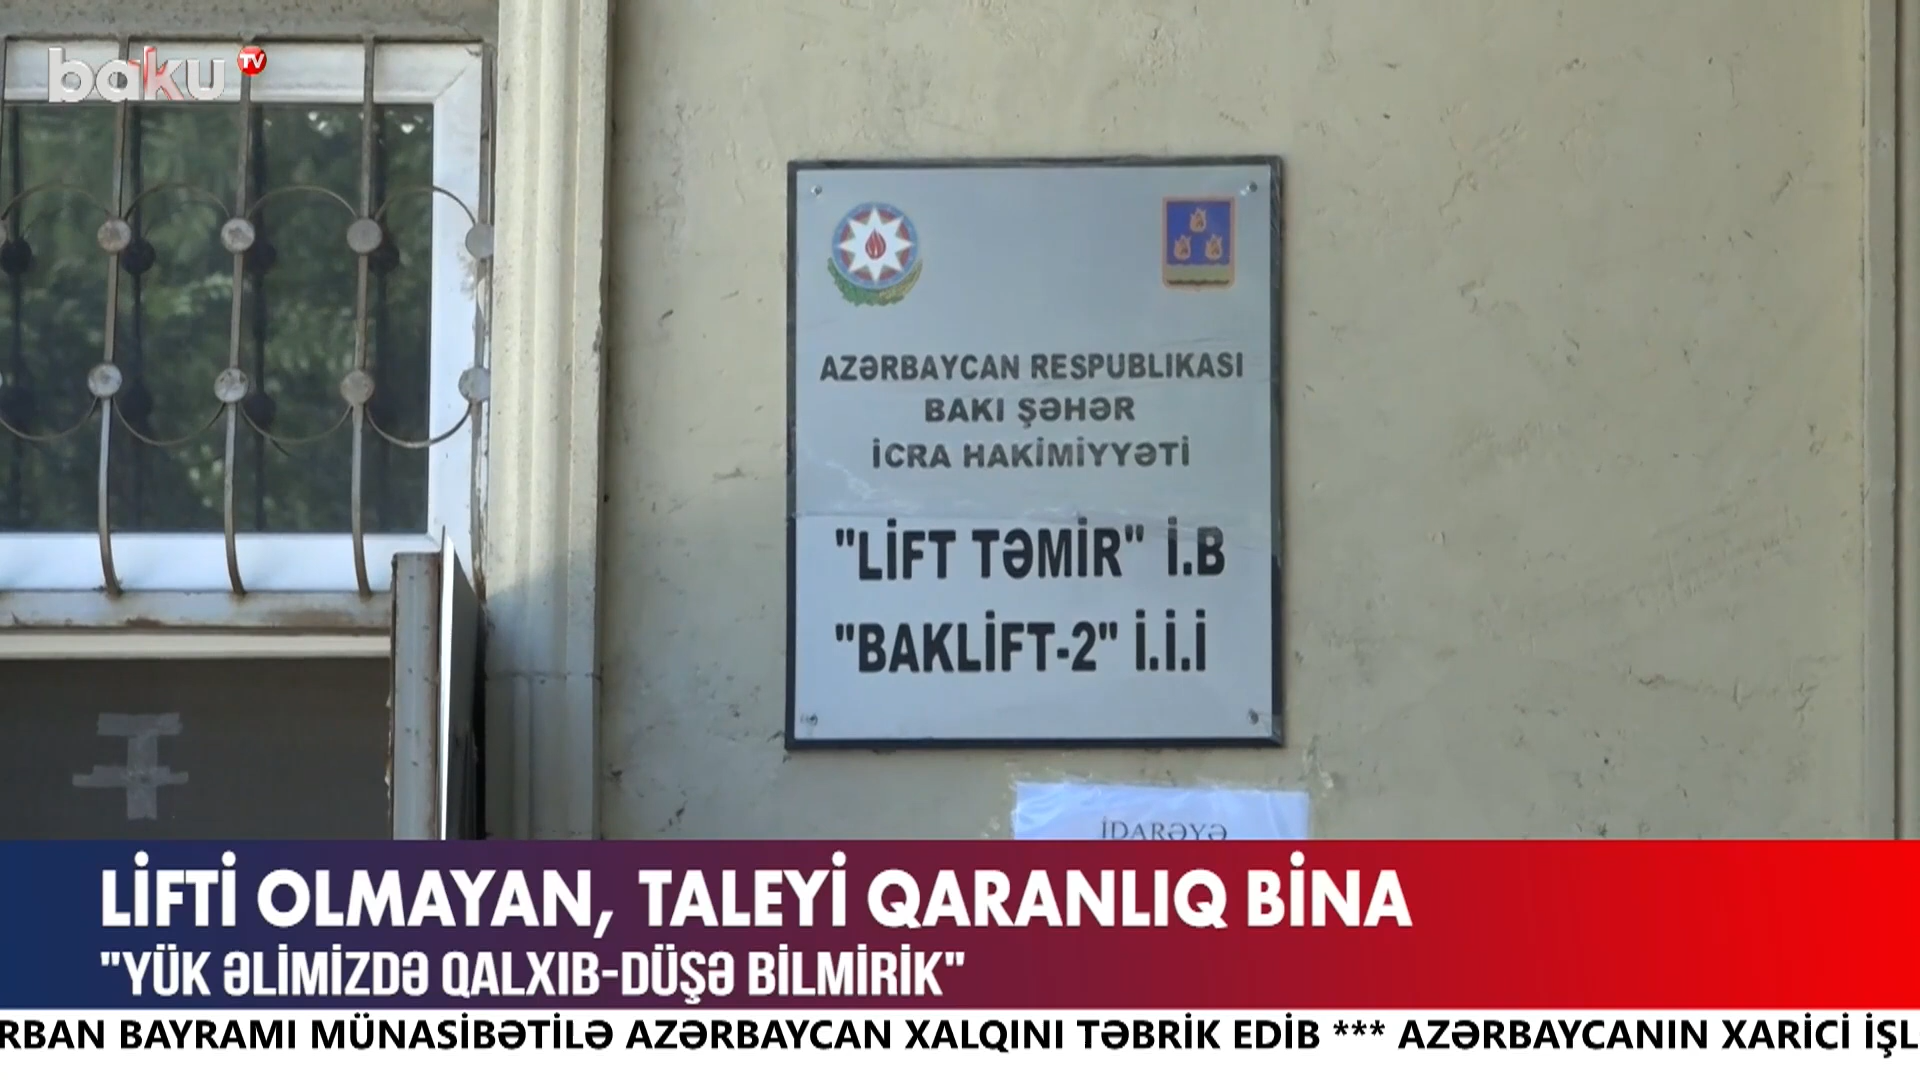 baku TV
AZƏRBAYCAN RESPUBLIKASI
BAKI ŞƏHƏR
İCRA HAKİMİYYƏTİ
"LİFT TƏMİR" İ.B
"BAKLİFT-2" İ.İ.İ
İDARƏYƏ
LİFTİ OLMAYAN, TALEYİ QARANLIQ BİNA
"YÜK ƏLİMİZDƏ QALXIB-DÜŞƏ BİLMİRİK"
RBAN BAYRAMI MÜNASİBƏTİLƏ AZƏRBAYCAN XALQINI TƏBRİK EDİB *** AZƏRBAYCANIN XARİCİ İŞL